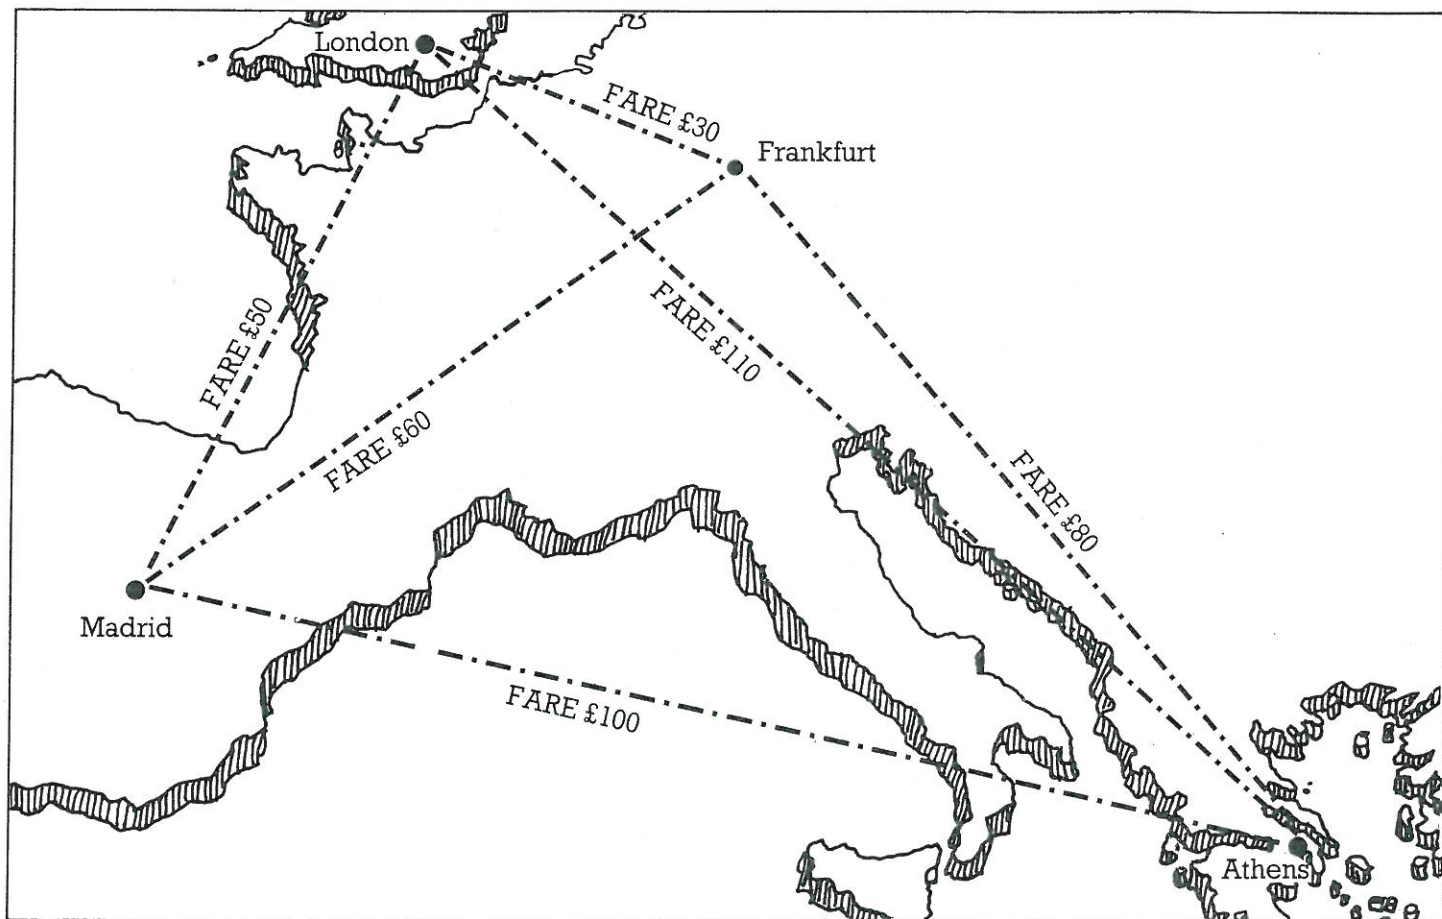 London
FARE £30
Frankfurt
FARE £50
FARE £110
FARE £60
FARE £80
Madrid
FARE £100
Athens